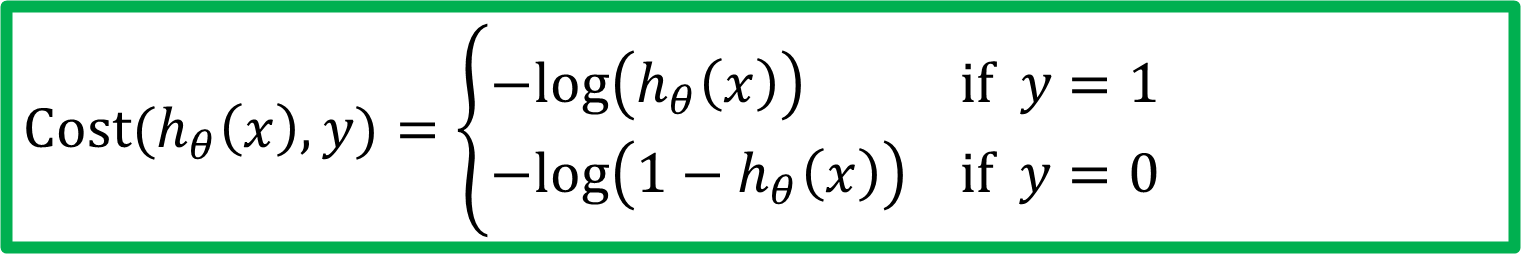 Cost(hθ(x), y) = {
−log(hθ(x)) if y = 1
−log(1 − hθ(x)) if y = 0